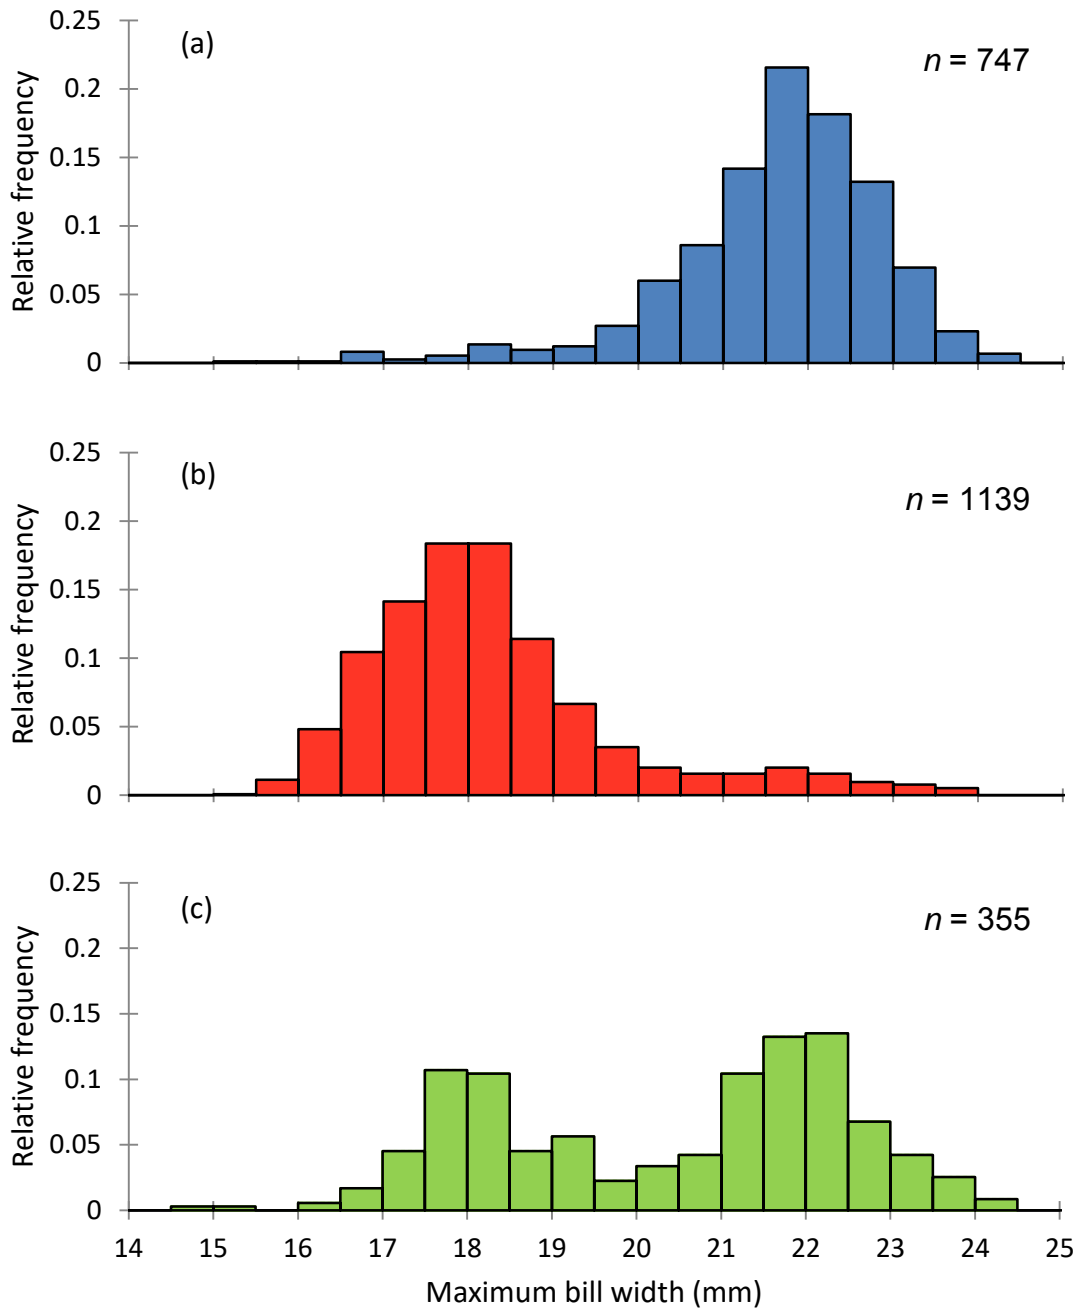 (a)
n = 747
Relative frequency
0.25
0.2
0.15
0.1
0.05
0
(b)
n = 1139
Relative frequency
0.25
0.2
0.15
0.1
0.05
0
(c)
n = 355
Relative frequency
0.25
0.2
0.15
0.1
0.05
0
14 15 16 17 18 19 20 21 22 23 24 25
Maximum bill width (mm)